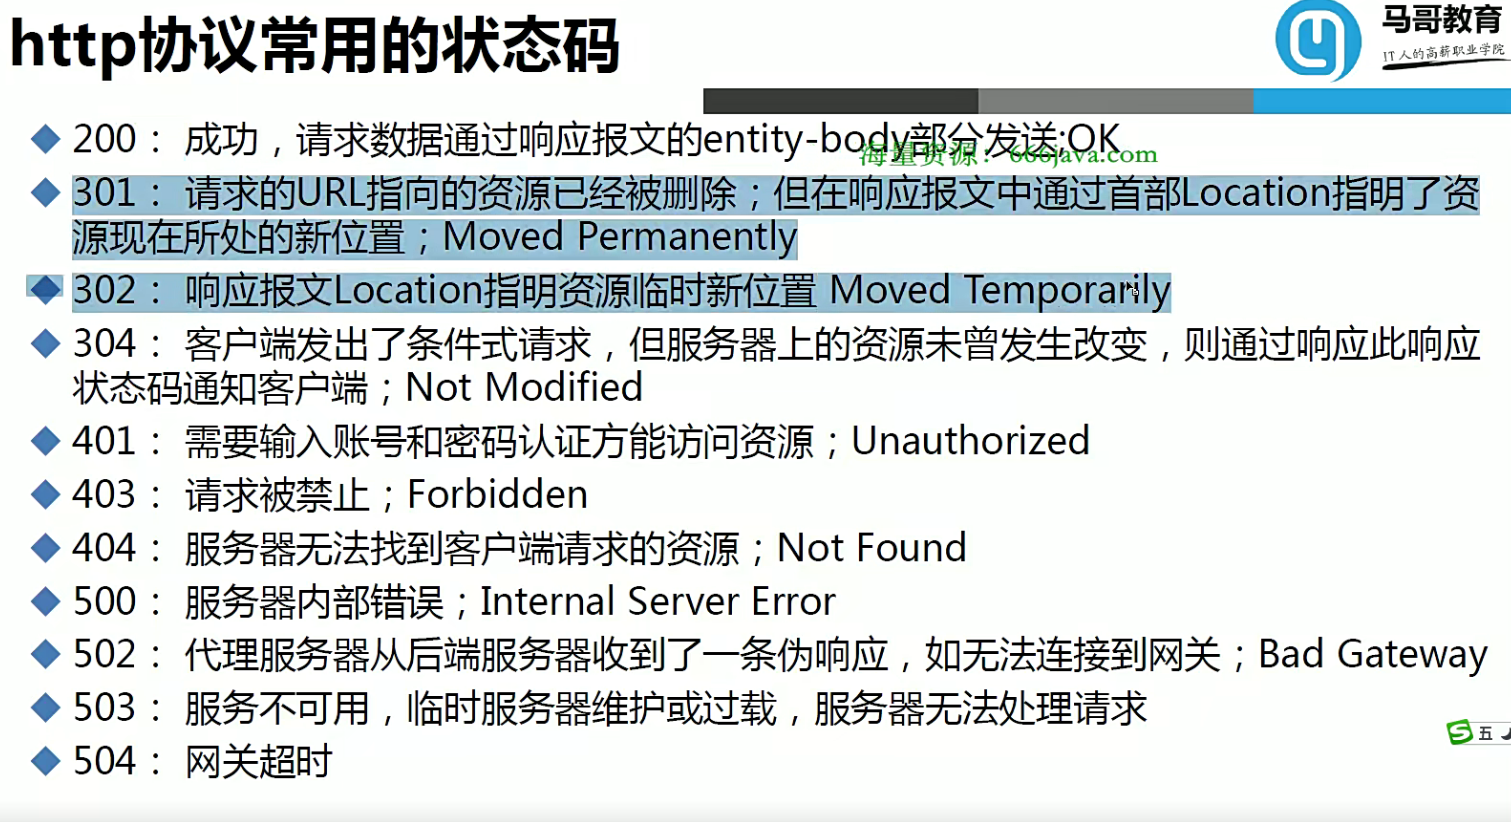 http协议常用的状态码
马哥教育
IT人的高薪职业学院
200： 成功，请求数据通过响应报文的entity-body部分发送;OK
海量资源：666java.com
301： 请求的URL指向的资源已经被删除；但在响应报文中通过首部Location指明了资
源现在所处的新位置；Moved Permanently
302： 响应报文Location指明资源临时新位置 Moved Temporarily
304： 客户端发出了条件式请求，但服务器上的资源未曾发生改变，则通过响应此响应
状态码通知客户端；Not Modified
401： 需要输入账号和密码认证方能访问资源；Unauthorized
403： 请求被禁止；Forbidden
404： 服务器无法找到客户端请求的资源；Not Found
500： 服务器内部错误；Internal Server Error
502： 代理服务器从后端服务器收到了一条伪响应，如无法连接到网关；Bad Gateway
503： 服务不可用，临时服务器维护或过载，服务器无法处理请求
五
504： 网关超时